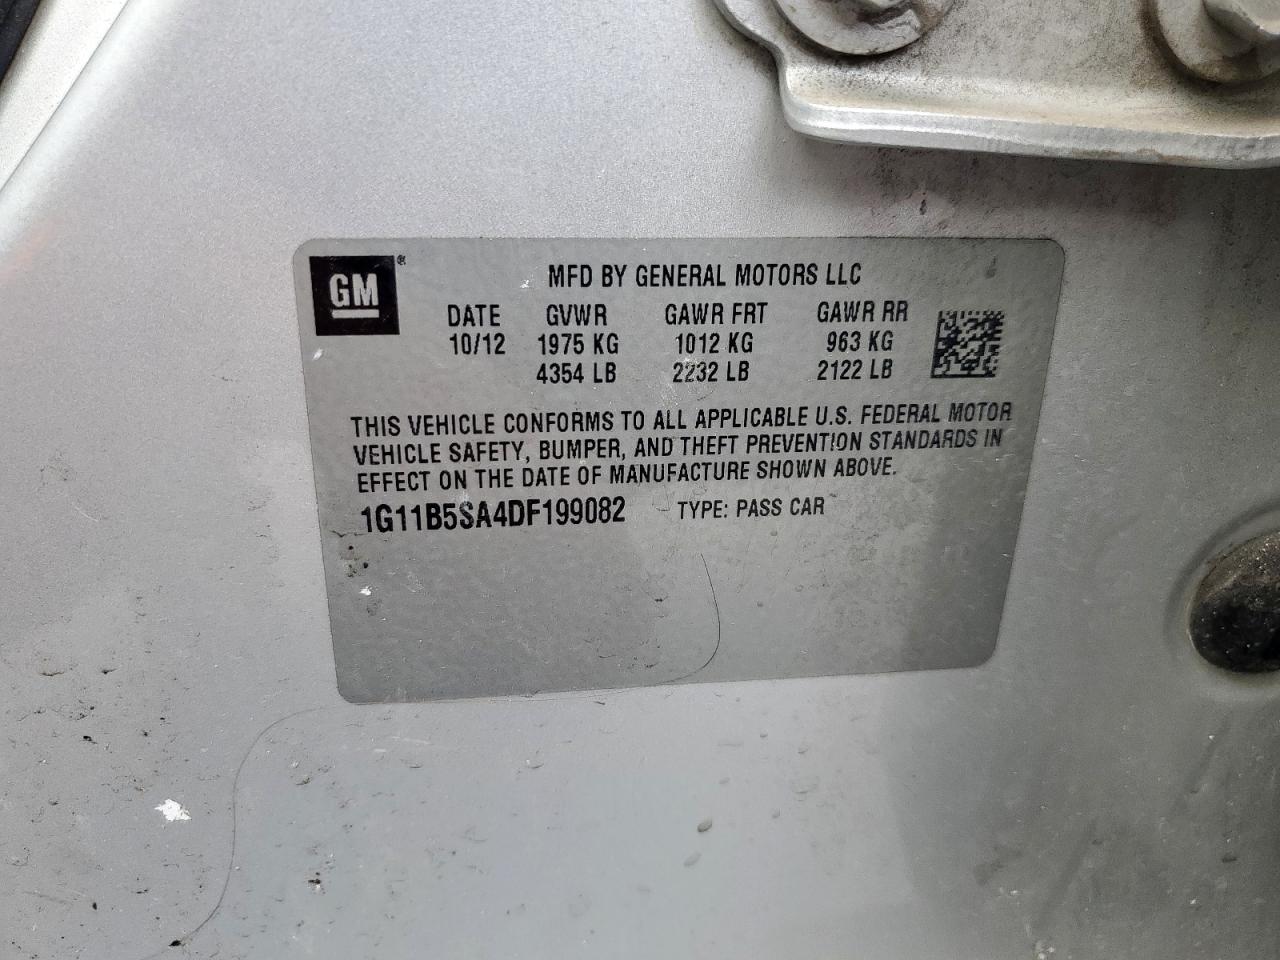 GM®
MFD BY GENERAL MOTORS LLC
DATE GVWR GAWR FRT GAWR RR
10/12 1975 KG 1012 KG 963 KG
4354 LB 2232 LB 2122 LB
THIS VEHICLE CONFORMS TO ALL APPLICABLE U.S. FEDERAL MOTOR
VEHICLE SAFETY, BUMPER, AND THEFT PREVENTION STANDARDS IN
EFFECT ON THE DATE OF MANUFACTURE SHOWN ABOVE.
1G11B5SA4DF199082 TYPE: PASS CAR